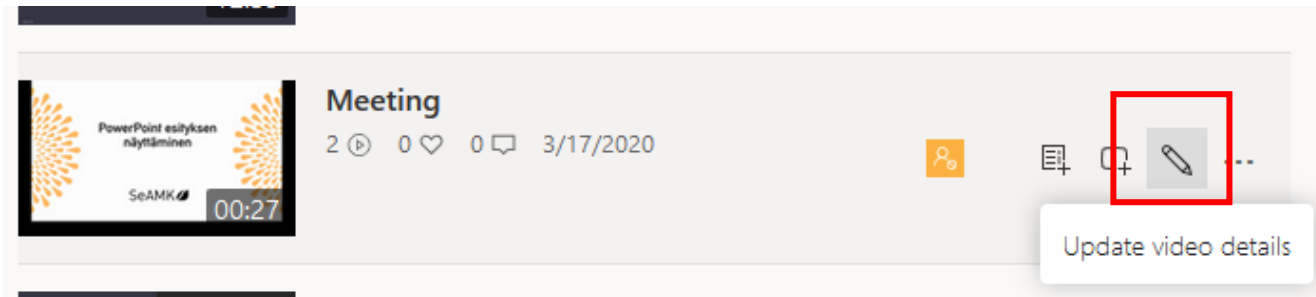 Meeting
2 0 0 3/17/2020
PowerPoint esityksen
näyttäminen
SeAMK
00:27
Update video details